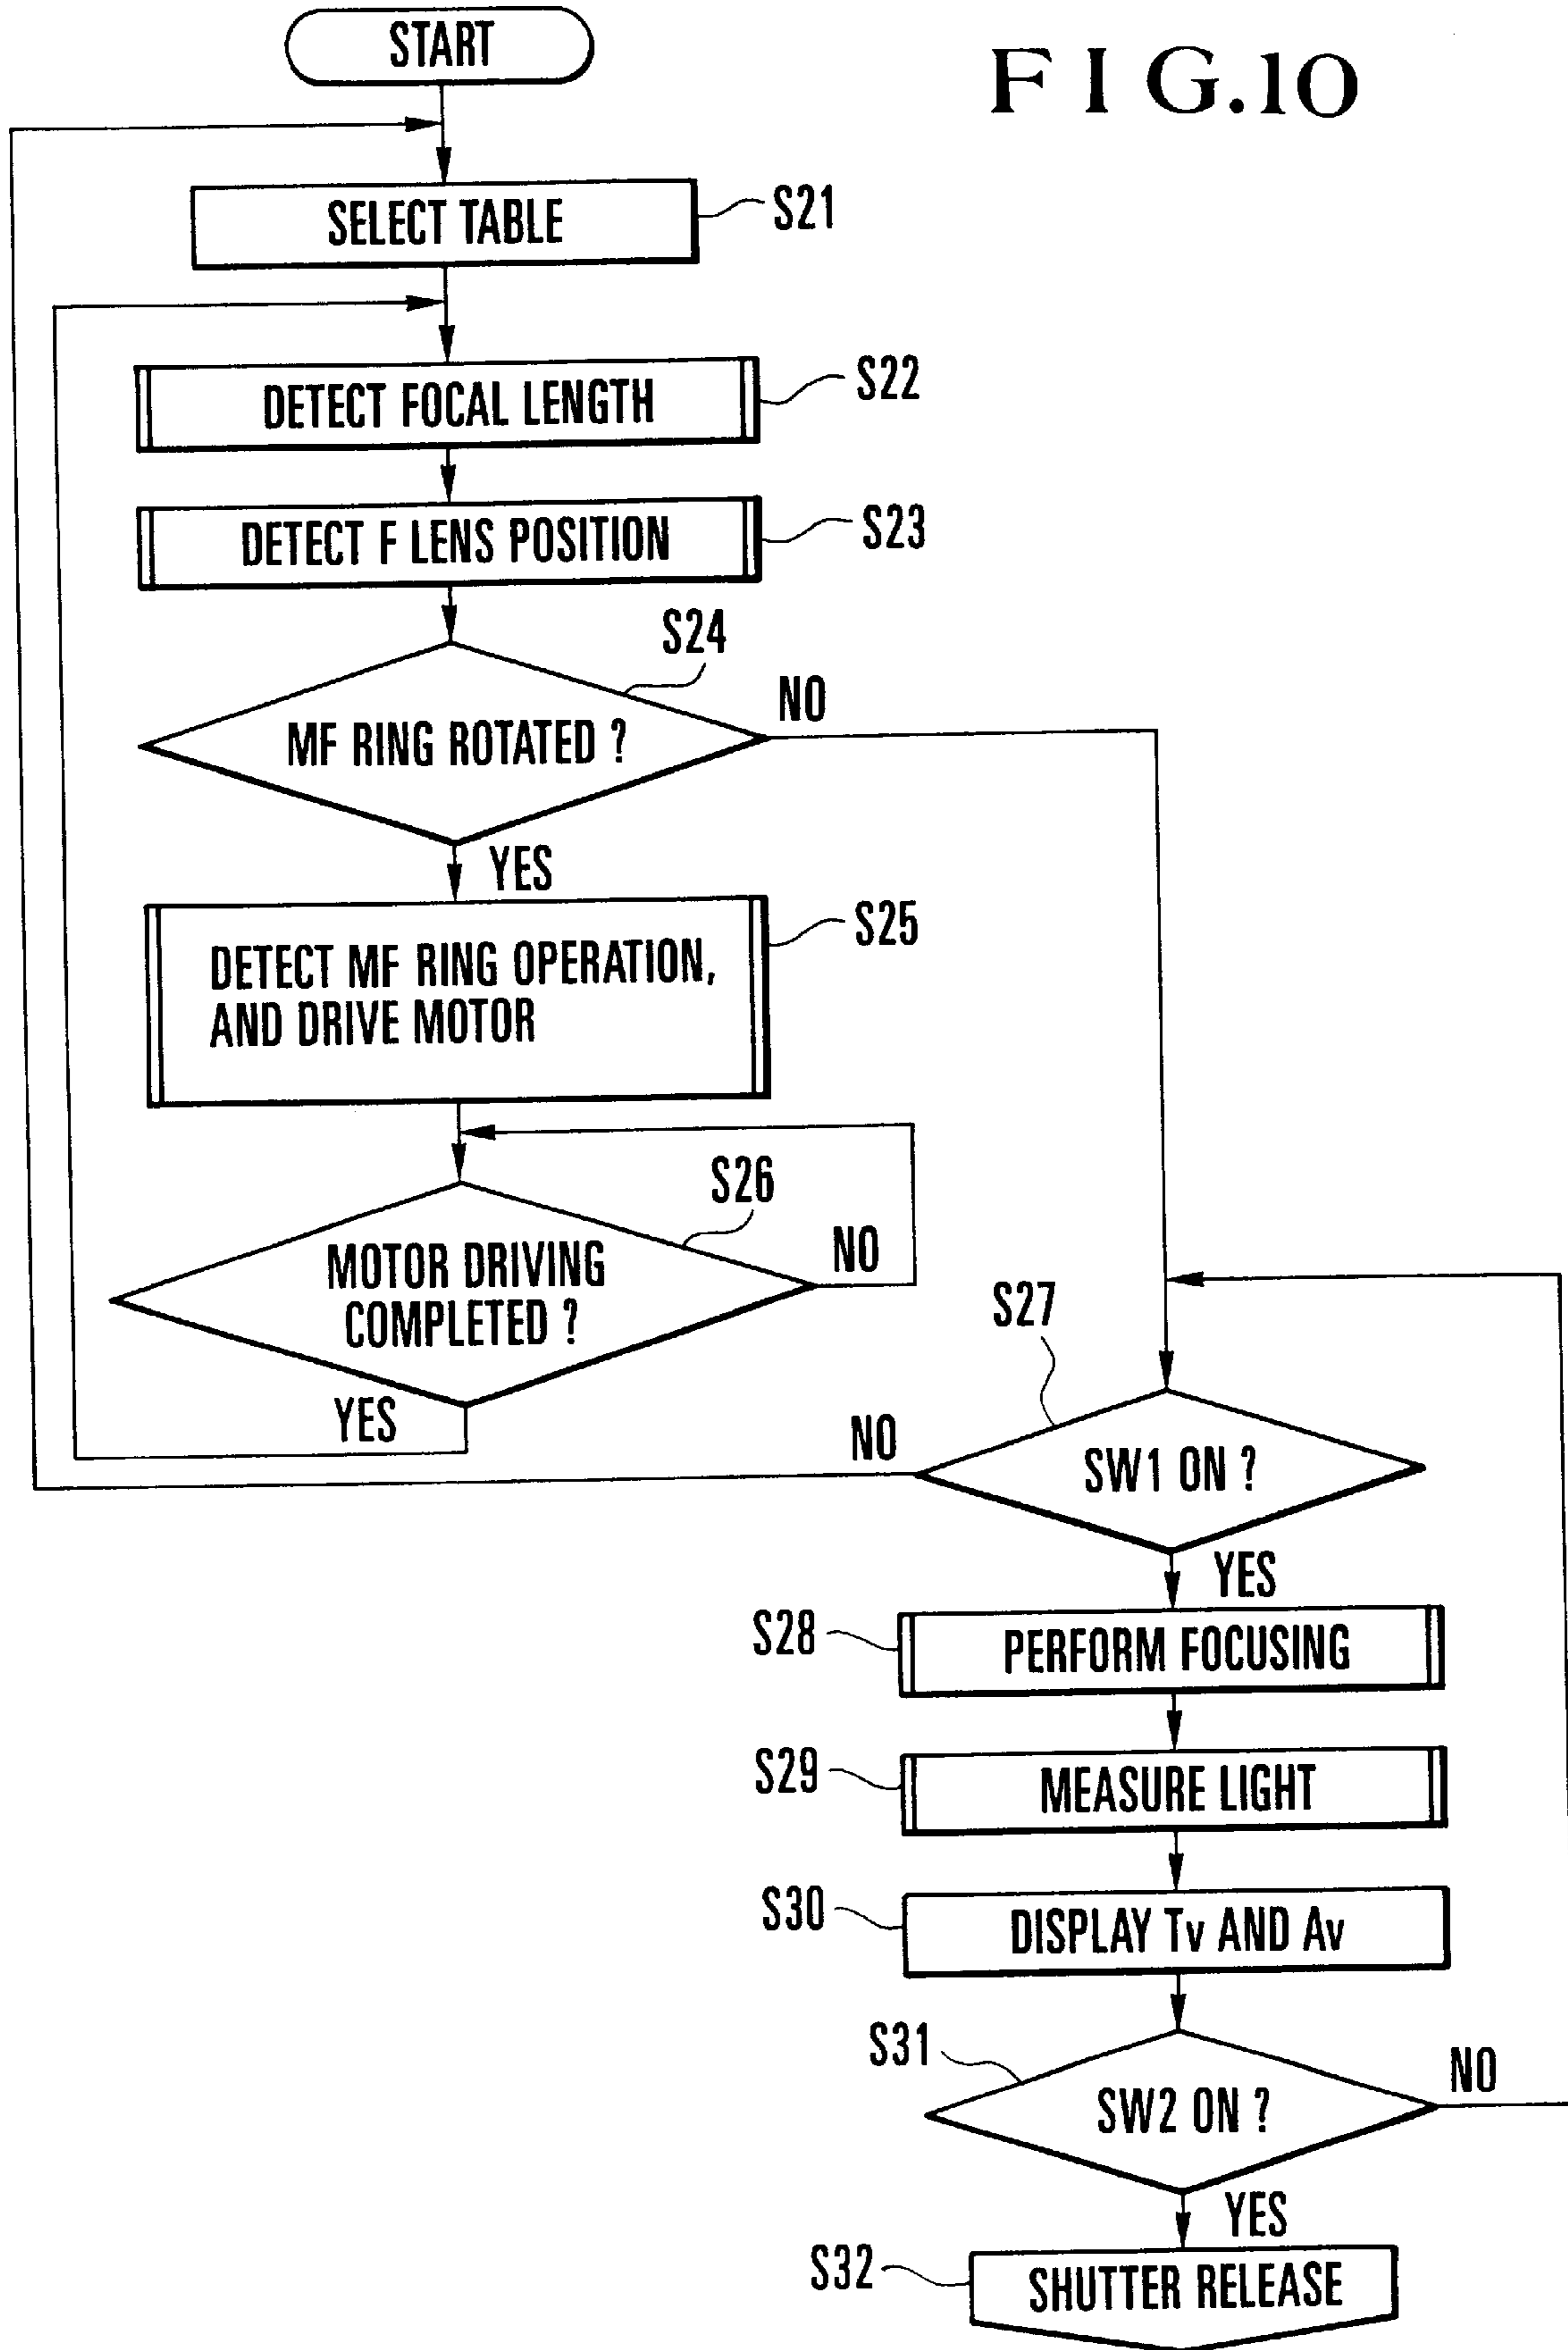 START
F I G.10
SELECT TABLE
S21
DETECT FOCAL LENGTH
S22
DETECT F LENS POSITION
S23
S24
MF RING ROTATED ?
NO
YES
DETECT MF RING OPERATION,
AND DRIVE MOTOR
S25
S26
MOTOR DRIVING
COMPLETED ?
NO
YES
S27
SW1 ON ?
NO
YES
S28
PERFORM FOCUSING
S29
MEASURE LIGHT
S30
DISPLAY Tv AND Av
S31
SW2 ON ?
NO
YES
S32
SHUTTER RELEASE